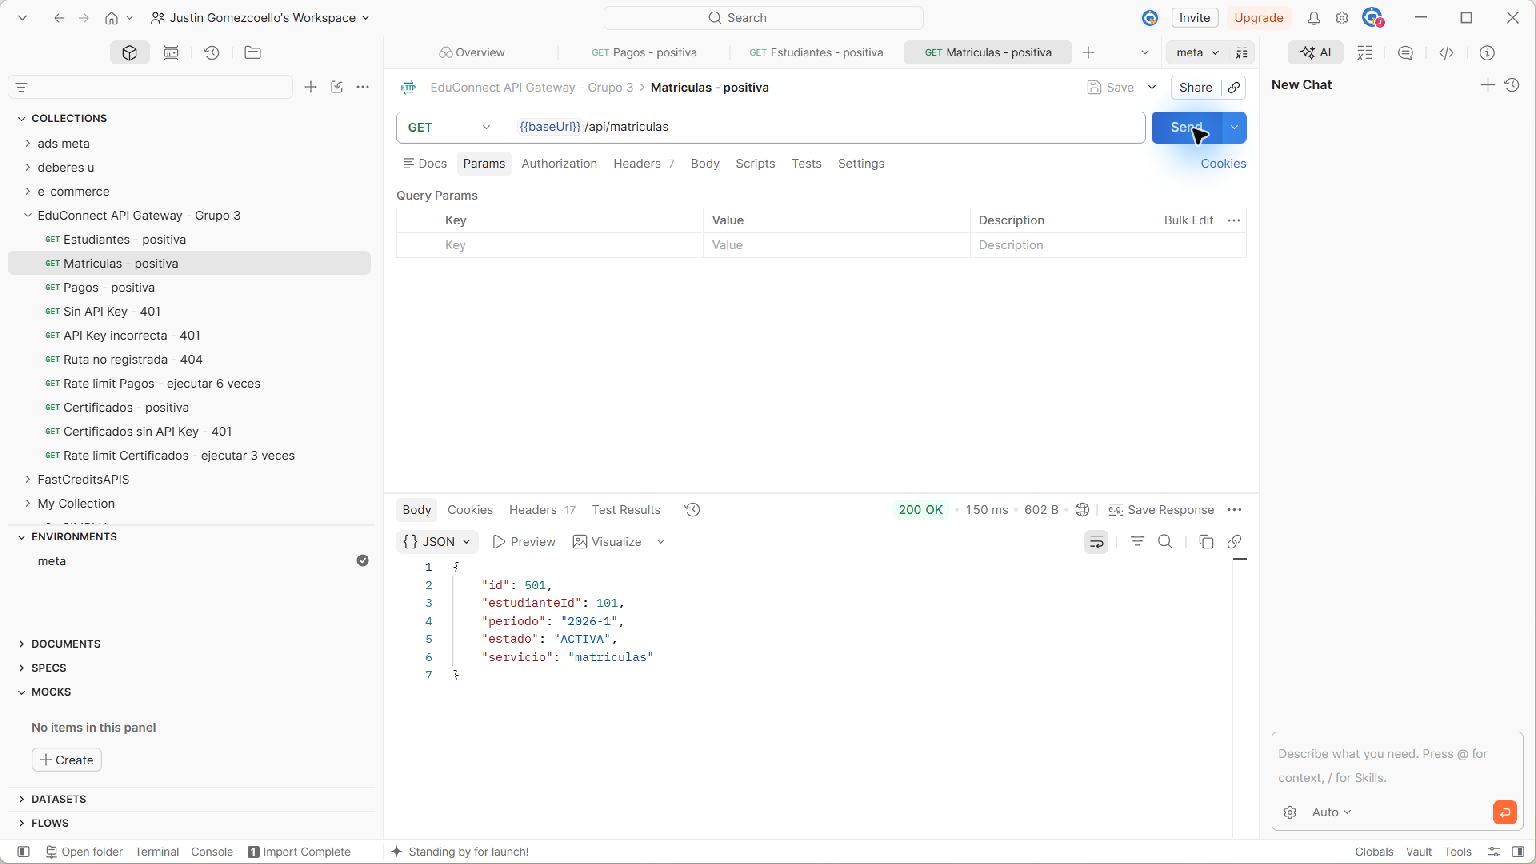 Justin Gomezcoello's Workspace
Search
Invite
Upgrade
Overview
GET Pagos - positiva
GET Estudiantes - positiva
GET Matriculas - positiva
meta
AI
EduConnect API Gateway - Grupo 3 > Matriculas - positiva
Save
Share
New Chat
COLLECTIONS
ads meta
deberes u
e-commerce
EduConnect API Gateway - Grupo 3
GET Estudiantes - positiva
GET Matriculas - positiva
GET Pagos - positiva
GET Sin API Key - 401
GET API Key incorrecta - 401
GET Ruta no registrada - 404
GET Rate limit Pagos - ejecutar 6 veces
GET Certificados - positiva
GET Certificados sin API Key - 401
GET Rate limit Certificados - ejecutar 3 veces
FastCreditsAPIS
My Collection
ENVIRONMENTS
meta
DOCUMENTS
SPECS
MOCKS
No items in this panel
Create
DATASETS
FLOWS
GET
{{baseUrl}}/api/matriculas
Send
Docs
Params
Authorization
Headers 7
Body
Scripts
Tests
Settings
Cookies
Query Params
Key Value Description Bulk Edit
Key Value Description
Body
Cookies
Headers 17
Test Results
200 OK • 150 ms • 602 B
Save Response
{} JSON
Preview
Visualize
1 {
2 "id": 501,
3 "estudianteId": 101,
4 "periodo": "2026-1",
5 "estado": "ACTIVA",
6 "servicio": "matriculas"
7 }
Describe what you need. Press @ for
context, / for Skills.
Auto
Open folder
Terminal
Console
1 Import Complete
Standing by for launch!
Globals
Vault
Tools